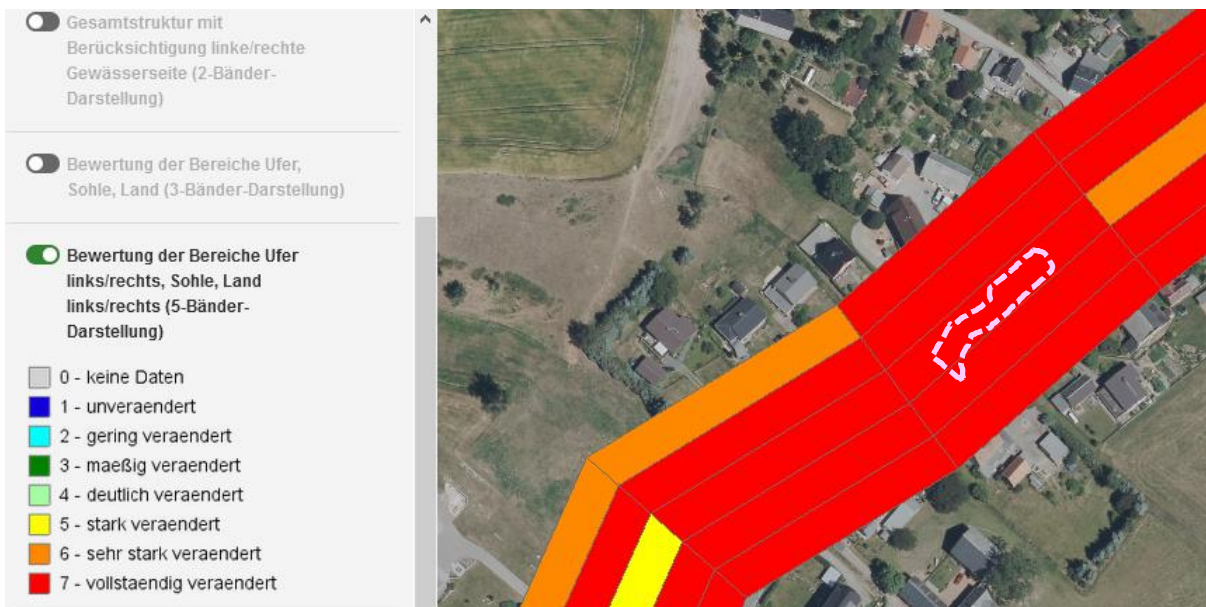 Gesamtstruktur mit
Berücksichtigung linke/rechte
Gewässerseite (2-Bänder-
Darstellung)
Bewertung der Bereiche Ufer,
Sohle, Land (3-Bänder-Darstellung)
Bewertung der Bereiche Ufer
links/rechts, Sohle, Land
links/rechts (5-Bänder-
Darstellung)
0 - keine Daten
1 - unveraendert
2 - gering veraendert
3 - maeßig veraendert
4 - deutlich veraendert
5 - stark veraendert
6 - sehr stark veraendert
7 - vollstaendig veraendert